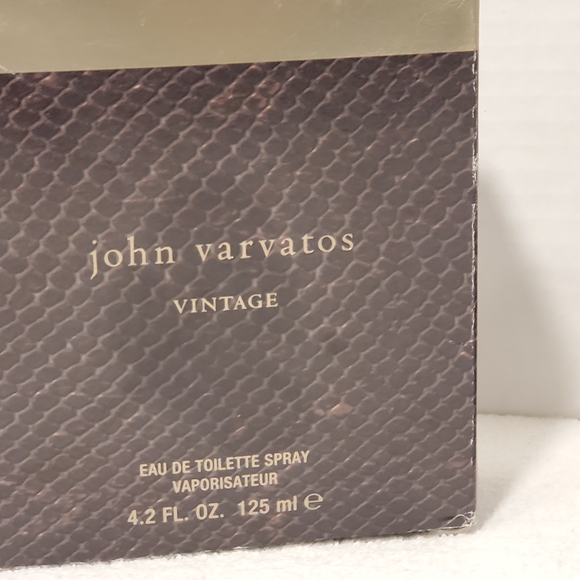 john varvatos
VINTAGE
EAU DE TOILETTE SPRAY
VAPORISATEUR
4.2 FL. OZ. 125 ml ℮